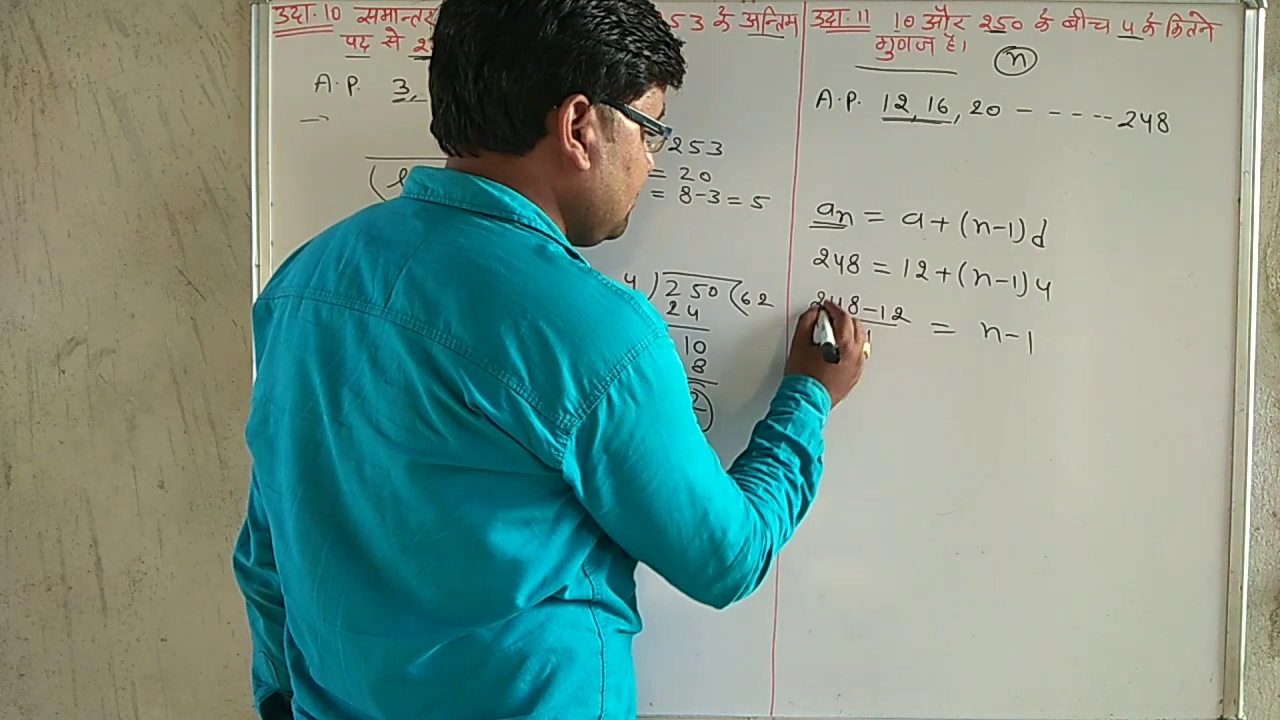 उदा. 10 समान्तर
53 के अन्तिम
पद से 2
A.P. 3,
→
253
= 20
= 8-3 = 5
4 ) 250 ( 62
24
10
8
2
उदा. 11 10 और 250 के बीच 4 के कितने
गुणज है। n
A.P. 12, 16, 20 - - - - - 248
an = a + (n-1) d
248 = 12 + (n-1) 4
248-12 = n-1